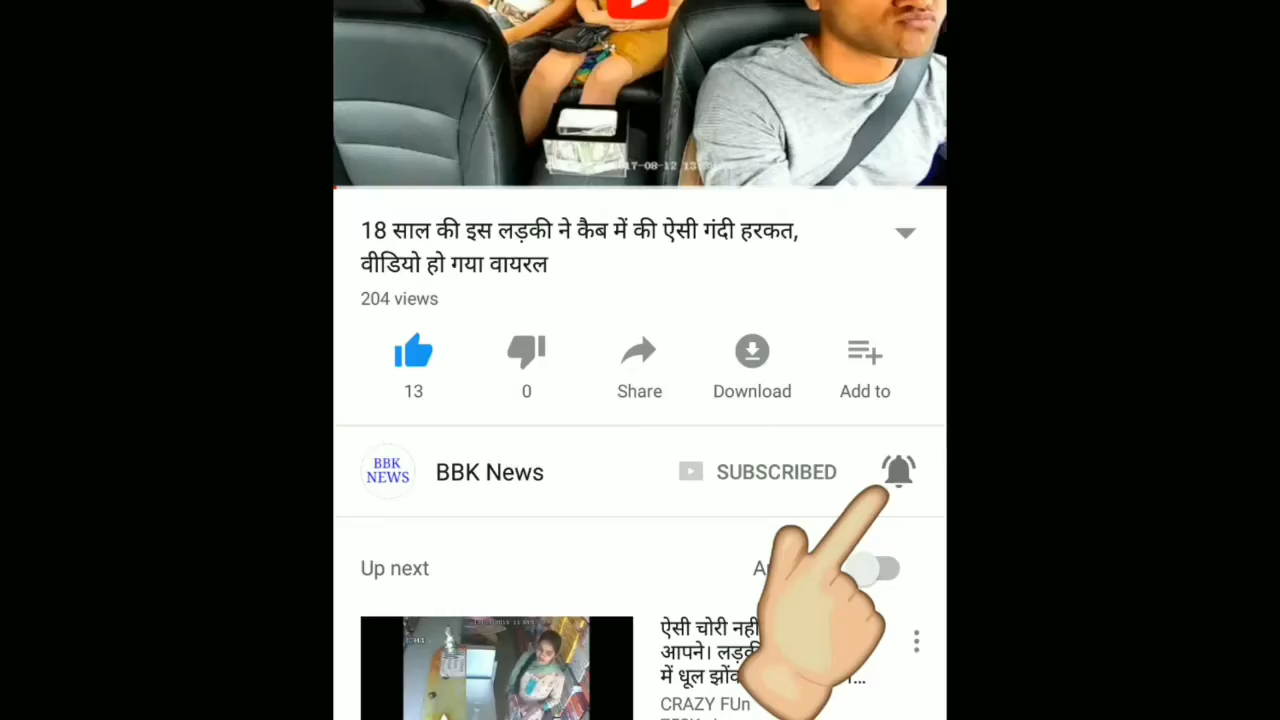 18 साल की इस लड़की ने कैब में की ऐसी गंदी हरकत,
वीडियो हो गया वायरल
204 views
13
0
Share
Download
Add to
BBK
NEWS
BBK News
SUBSCRIBED
Up next
ऐसी चोरी नहीं
आपने। लड़की
में धूल
CRAZY FUn